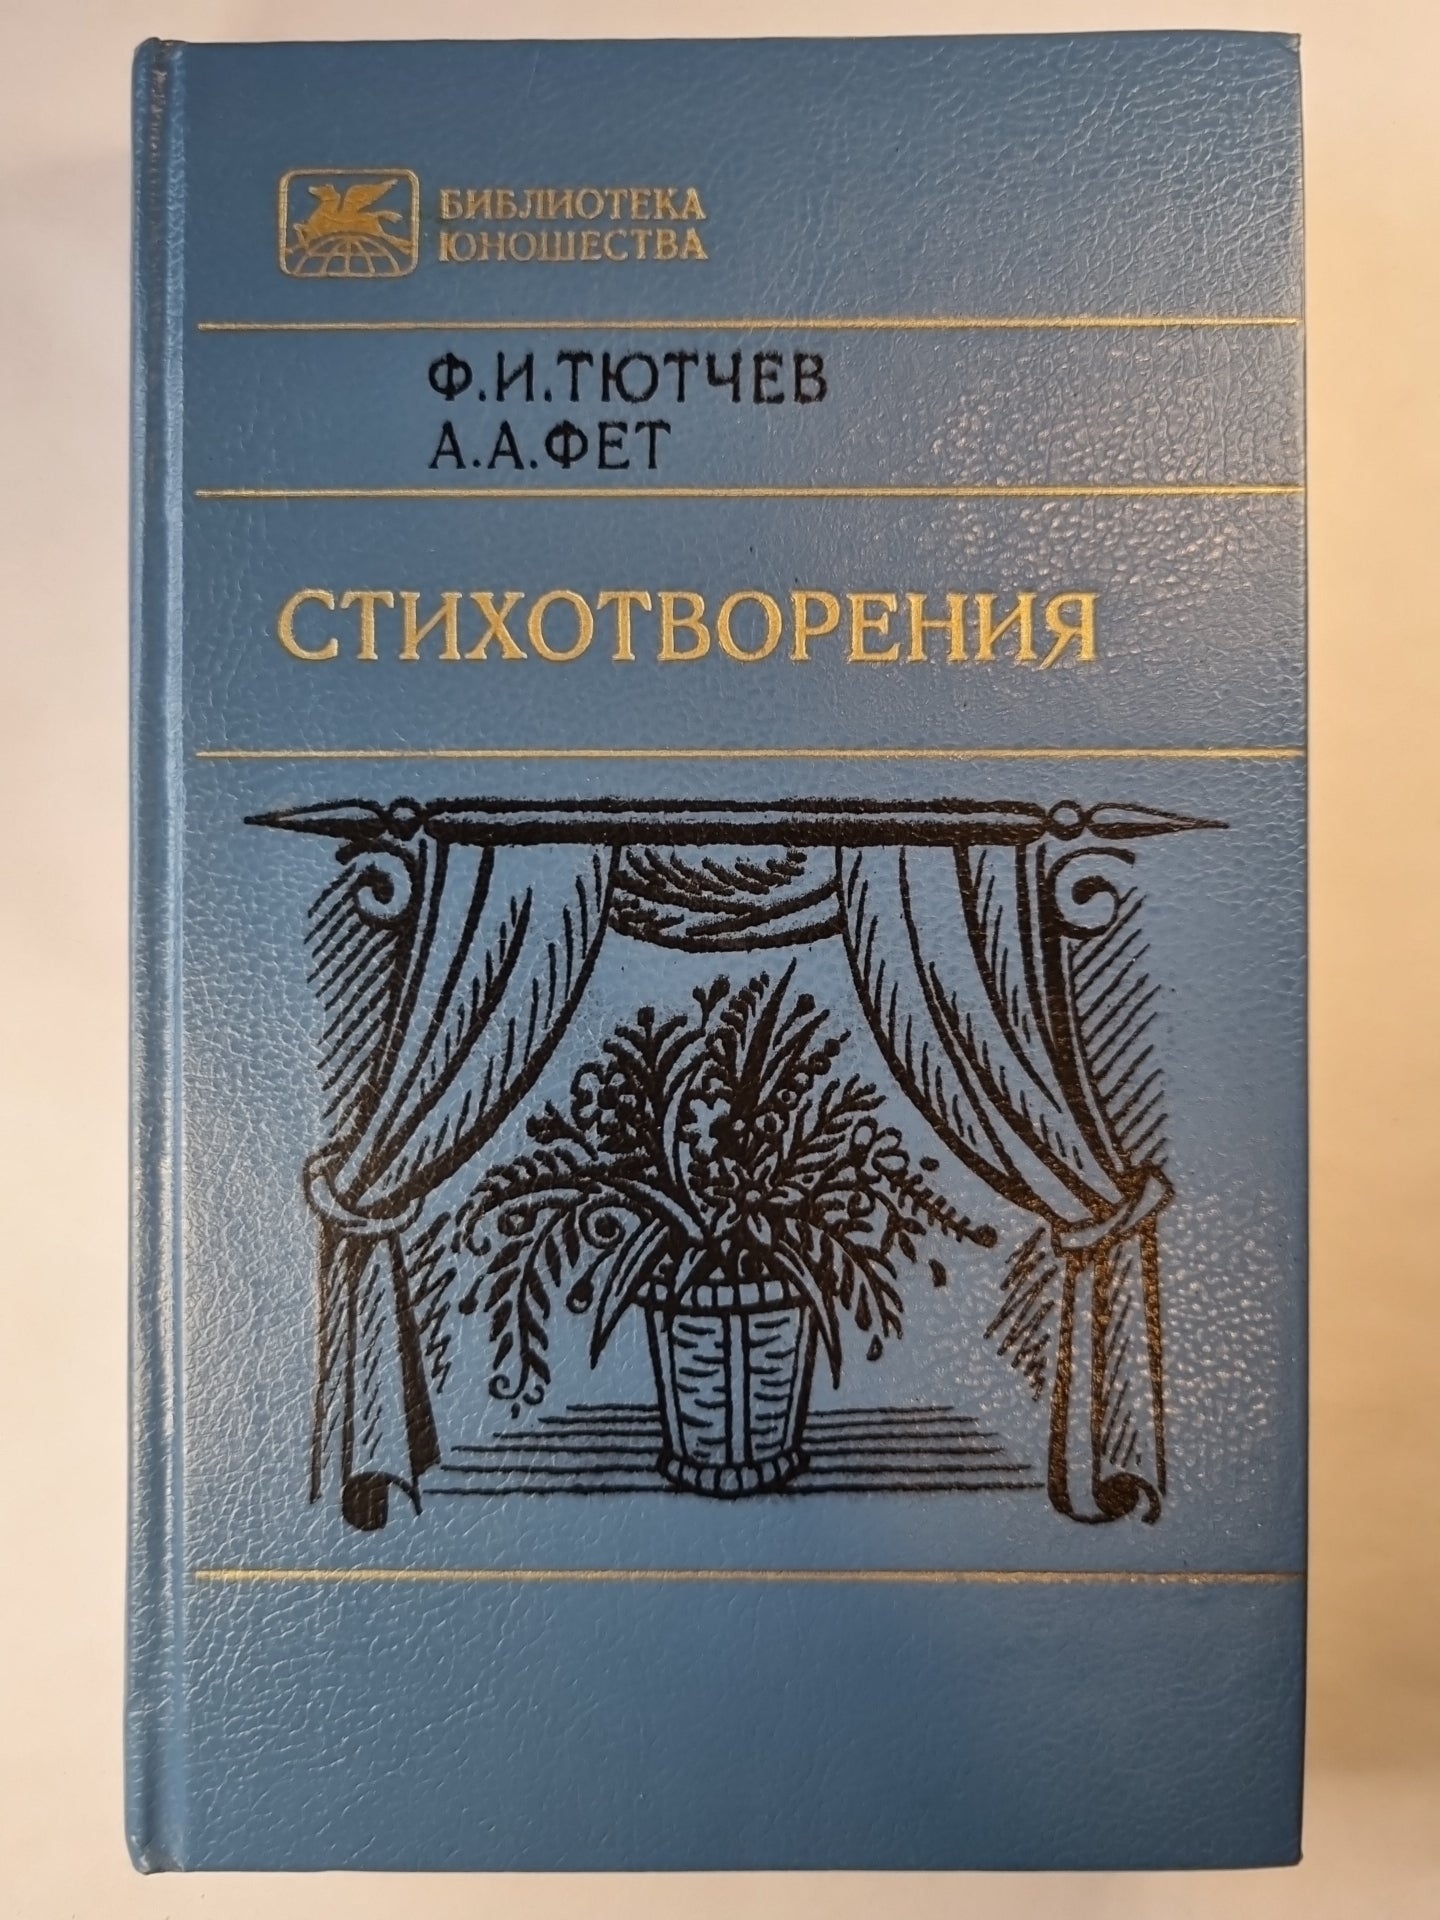 БИБЛИОТЕКА
ЮНОШЕСТВА
Ф.И.ТЮТЧЕВ
А.А.ФЕТ
СТИХОТВОРЕНИЯ